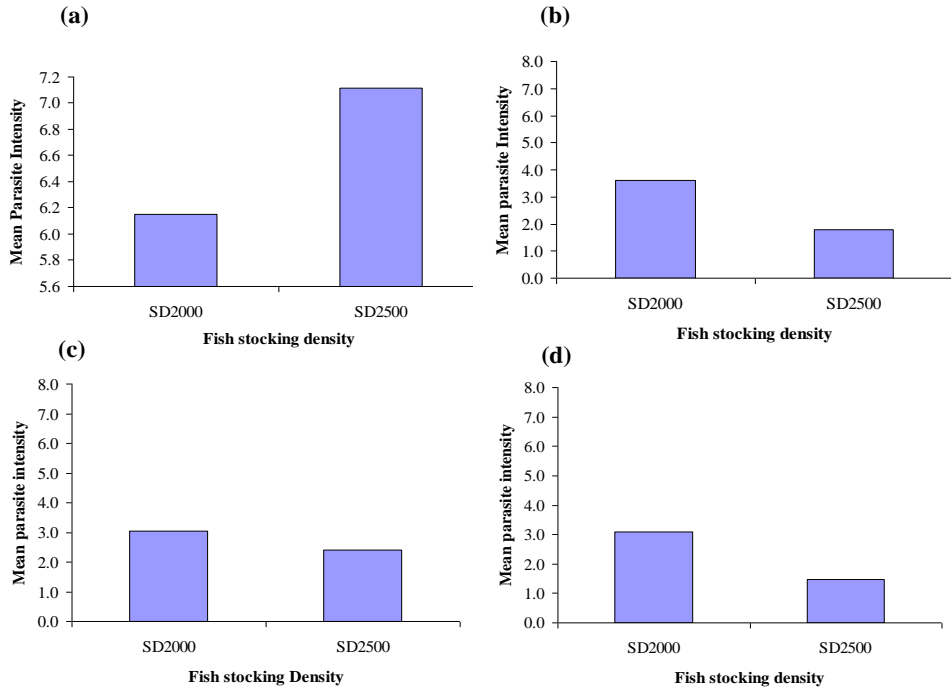 (a)
Mean Parasite Intensity
7.2
7.0
6.8
6.6
6.4
6.2
6.0
5.8
5.6
SD2000 SD2500
Fish stocking density
(b)
Mean parasite Intensity
8.0
7.0
6.0
5.0
4.0
3.0
2.0
1.0
0.0
SD2000 SD2500
Fish stocking density
(c)
Mean parasite intensity
8.0
7.0
6.0
5.0
4.0
3.0
2.0
1.0
0.0
SD2000 SD2500
Fish stocking Density
(d)
Mean parasite intensity
8.0
7.0
6.0
5.0
4.0
3.0
2.0
1.0
0.0
SD2000 SD2500
Fish stocking density